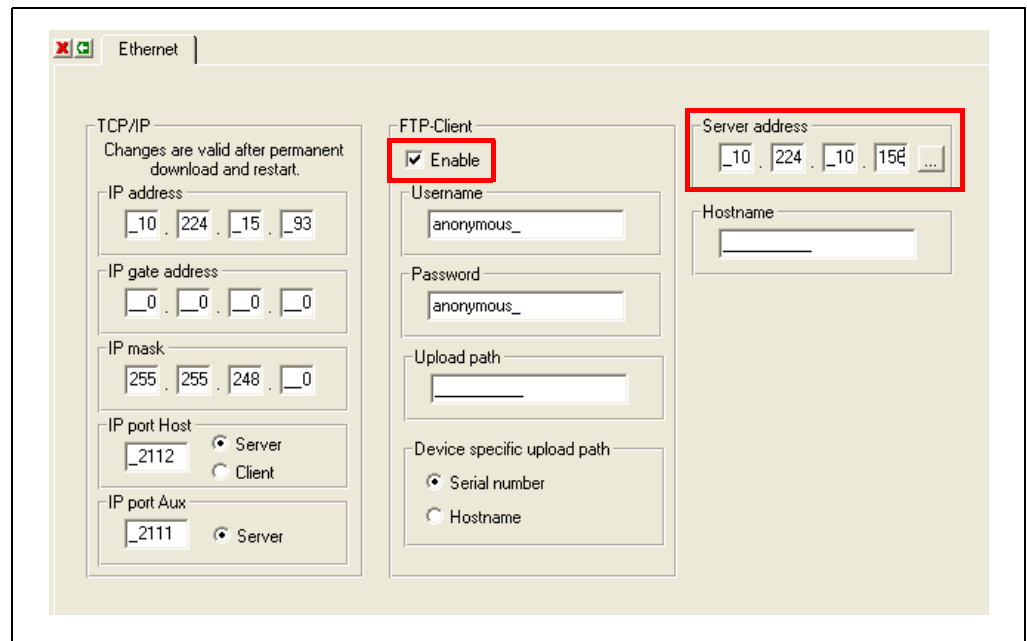 Ethernet
TCP/IP
Changes are valid after permanent
download and restart.
IP address
_10 . 224 . _15 . _93
IP gate address
__0 . __0 . __0 . __0
IP mask
255 . 255 . 248 . __0
IP port Host
_2112
Server
Client
IP port Aux
_2111
Server
FTP-Client
Enable
Username
anonymous_
Password
anonymous_
Upload path
__________
Device specific upload path
Serial number
Hostname
Server address
_10 . 224 . _10 .
...
Hostname
__________